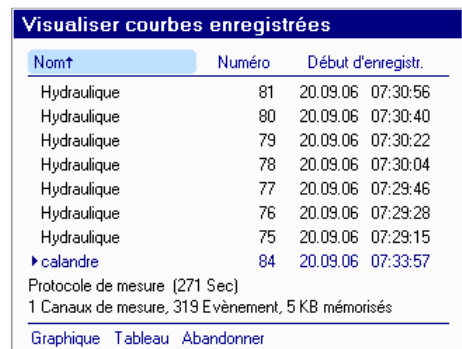 Visualiser courbes enregistrées
Nom↑ Numéro Début d'enregistr.
Hydraulique 81 20.09.06 07:30:56
Hydraulique 80 20.09.06 07:30:40
Hydraulique 79 20.09.06 07:30:22
Hydraulique 78 20.09.06 07:30:04
Hydraulique 77 20.09.06 07:29:46
Hydraulique 76 20.09.06 07:29:28
Hydraulique 75 20.09.06 07:29:15
calandre 84 20.09.06 07:33:57
Protocole de mesure (271 Sec)
1 Canaux de mesure, 319 Evènement, 5 KB mémorisés
Graphique Tableau Abandonner